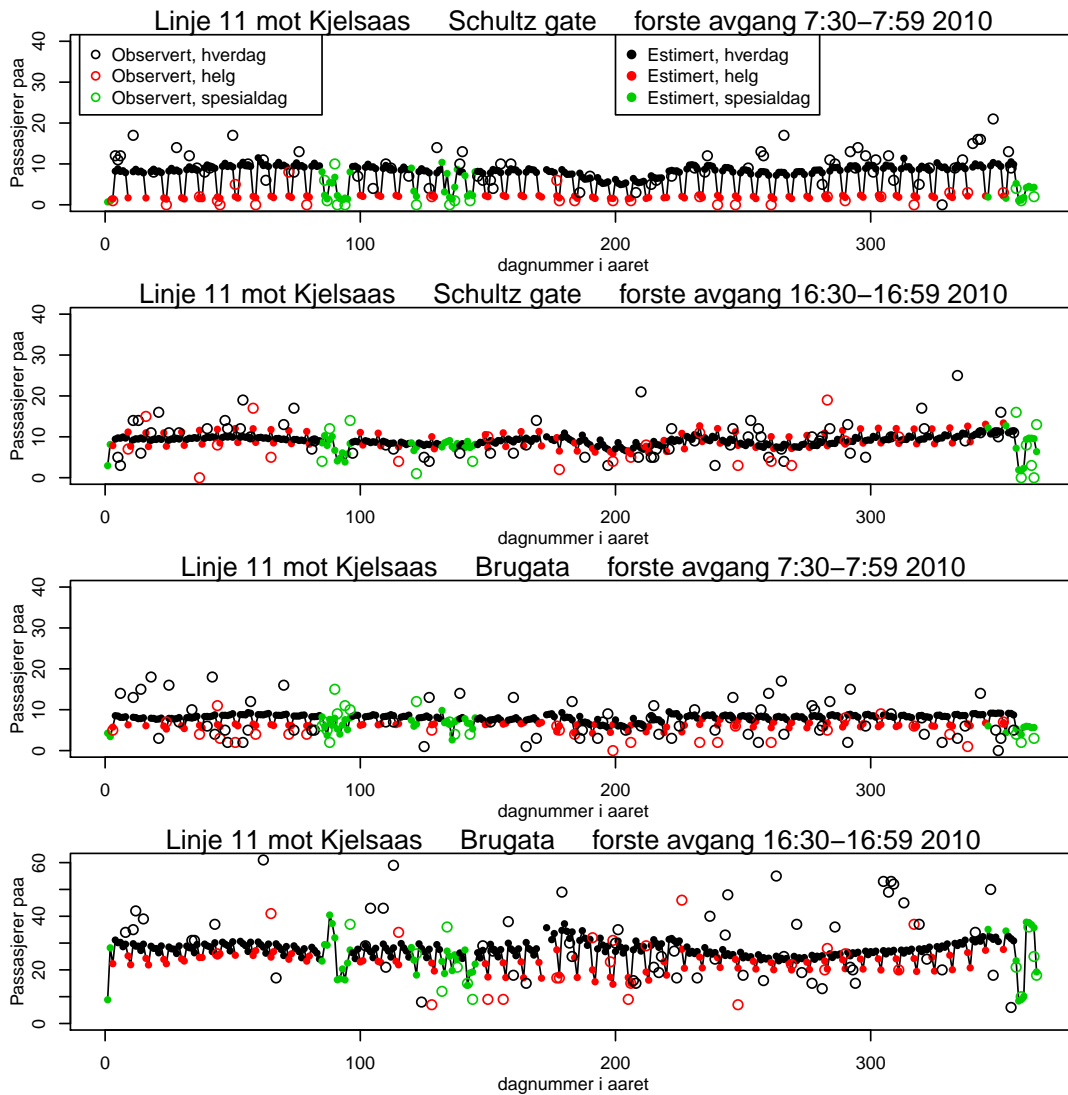 Linje 11 mot Kjelsaas Schultz gate forste avgang 7:30−7:59 2010
Passasjerer paa
0 10 20 30 40
Observert, hverdag
Observert, helg
Observert, spesialdag
Estimert, hverdag
Estimert, helg
Estimert, spesialdag
0 100 200 300
dagnummer i aaret
Linje 11 mot Kjelsaas Schultz gate forste avgang 16:30−16:59 2010
Passasjerer paa
0 10 20 30 40
0 100 200 300
dagnummer i aaret
Linje 11 mot Kjelsaas Brugata forste avgang 7:30−7:59 2010
Passasjerer paa
0 10 20 30 40
0 100 200 300
dagnummer i aaret
Linje 11 mot Kjelsaas Brugata forste avgang 16:30−16:59 2010
Passasjerer paa
0 20 40 60
0 100 200 300
dagnummer i aaret